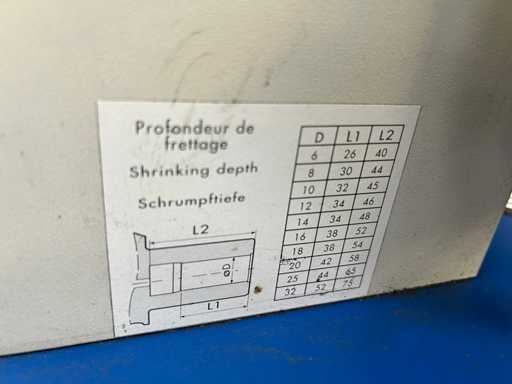 Profondeur de
frettage
Shrinking depth
Schrumpftiefe
L2
ØD
L1
D L1 L2
6 26 40
8 30 44
10 32 45
12 34 46
14 34 48
16 38 52
18 38 54
20 42 58
25 44 65
32 52 75